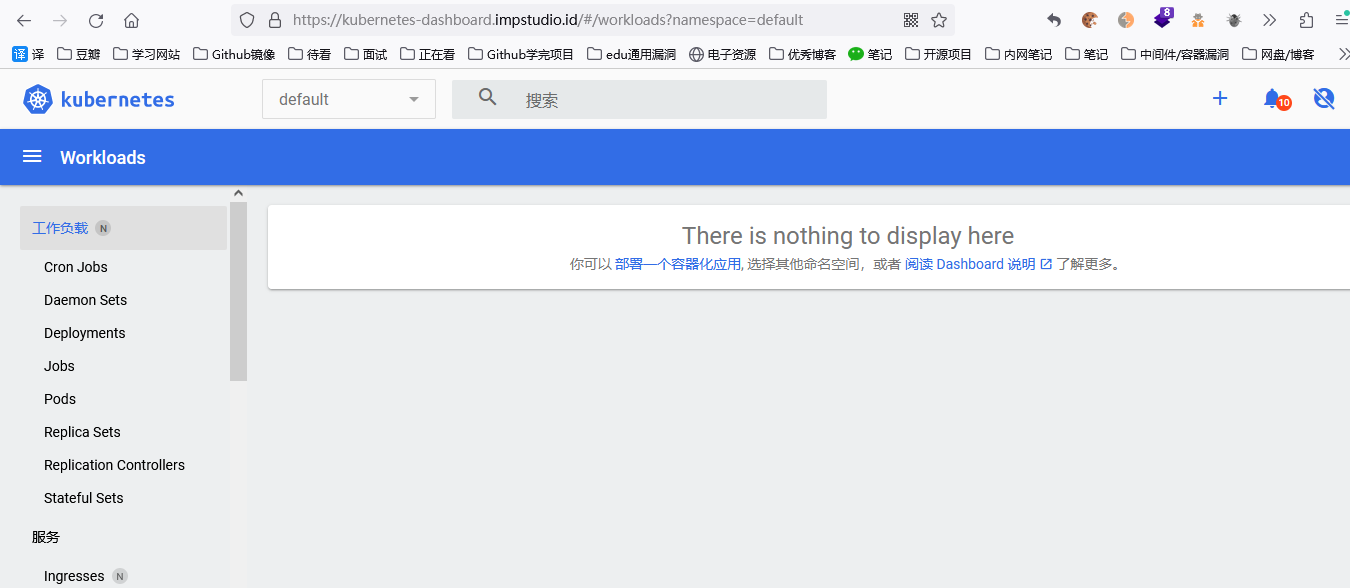 https://kubernetes-dashboard.impstudio.id/#/workloads?namespace=default
8
译 译 豆瓣 学习网站 Github镜像 待看 面试 正在看 Github学完项目 edu通用漏洞 电子资源 优秀博客 笔记 开源项目 内网笔记 笔记 中间件/容器漏洞 网盘/博客
kubernetes default 搜索 10
Workloads
工作负载 N
Cron Jobs
Daemon Sets
Deployments
Jobs
Pods
Replica Sets
Replication Controllers
Stateful Sets
服务
Ingresses N
There is nothing to display here
你可以 部署一个容器化应用, 选择其他命名空间，或者 阅读 Dashboard 说明 了解更多。